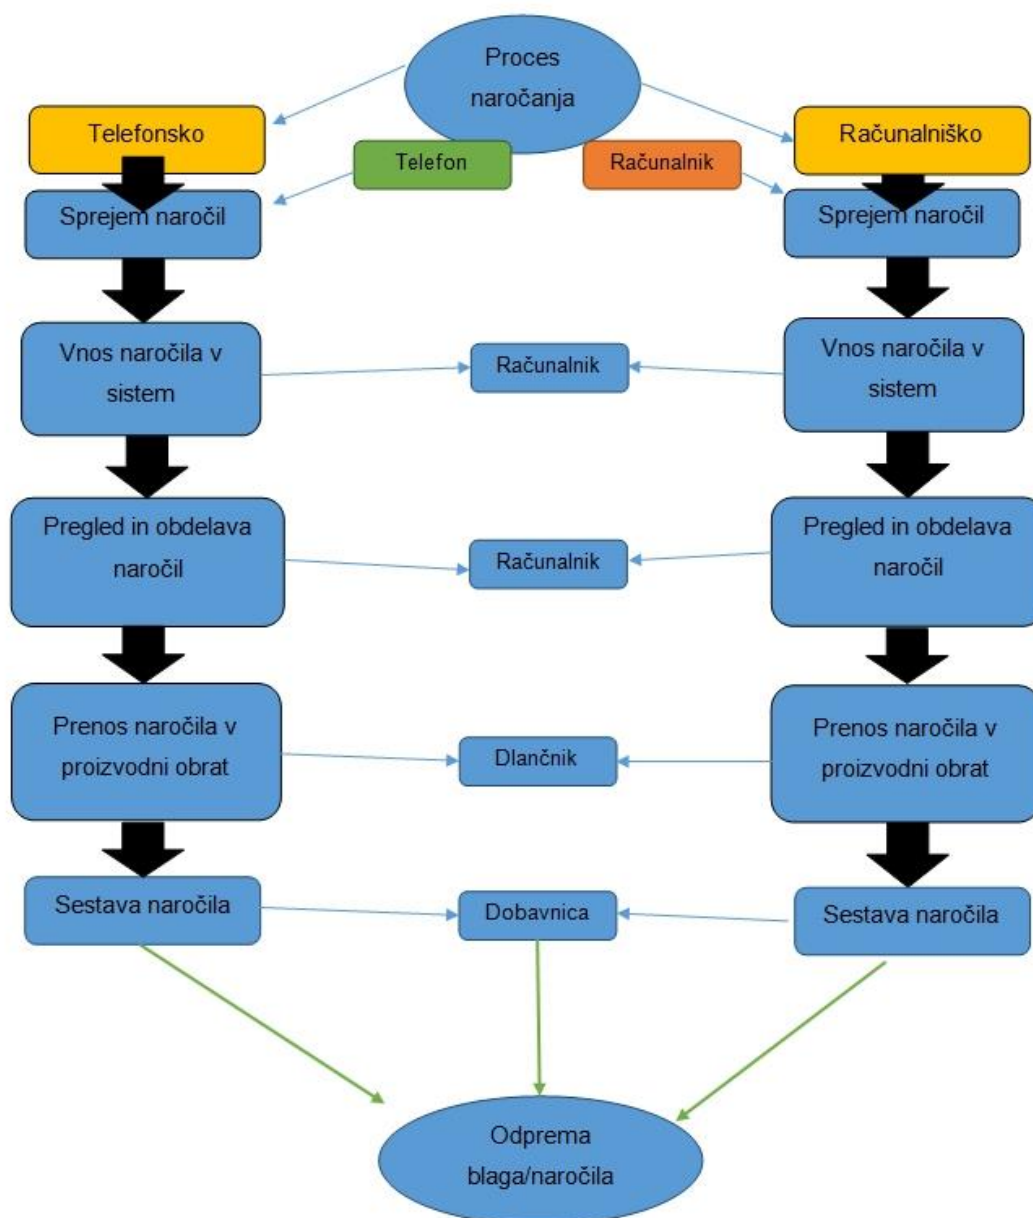 Proces
naročanja
Telefonsko
Računalniško
Telefon
Računalnik
Sprejem naročil
Sprejem naročil
Vnos naročila v
sistem
Računalnik
Vnos naročila v
sistem
Pregled in obdelava
naročil
Računalnik
Pregled in obdelava
naročil
Prenos naročila v
proizvodni obrat
Dlančnik
Prenos naročila v
proizvodni obrat
Sestava naročila
Dobavnica
Sestava naročila
Odprema
blaga/naročila